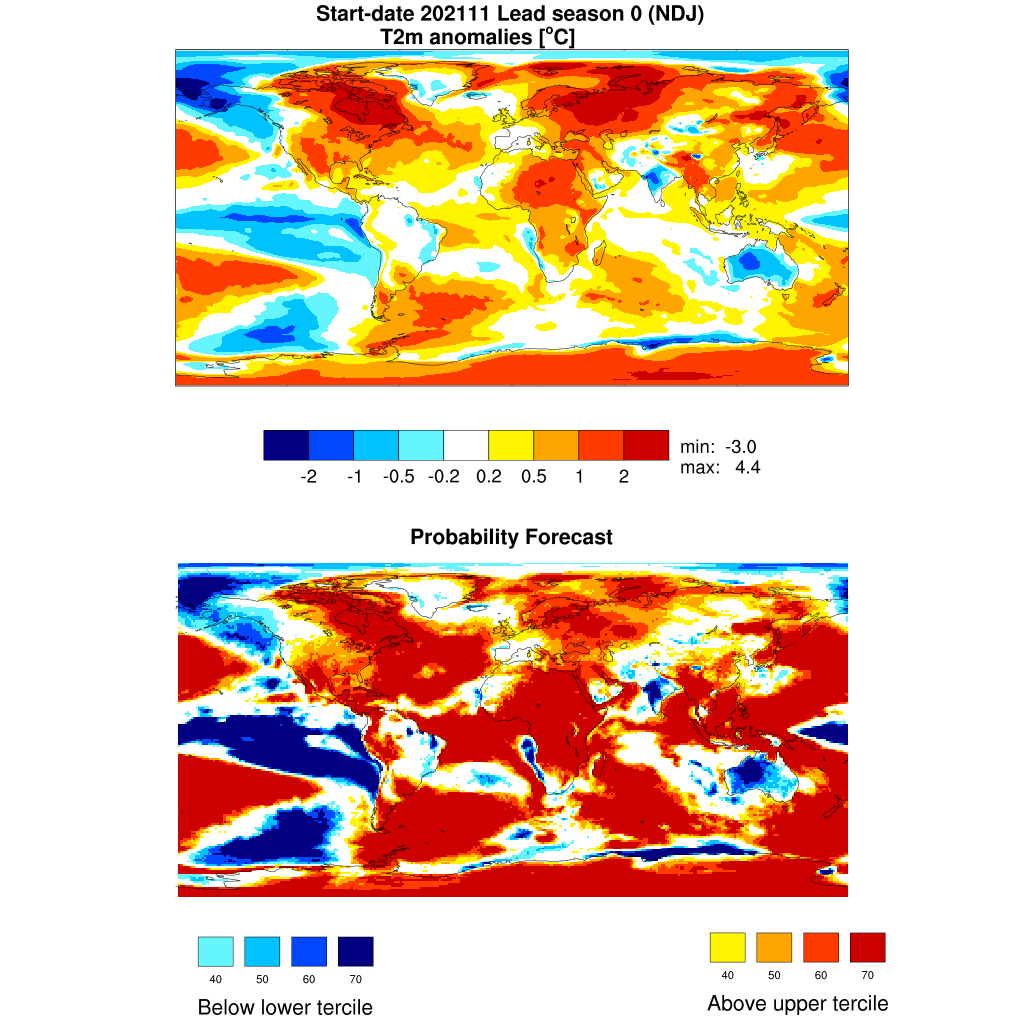 Start-date 202111 Lead season 0 (NDJ)
T2m anomalies [°C]
-2 -1 -0.5 -0.2 0.2 0.5 1 2
min: -3.0
max: 4.4
Probability Forecast
40 50 60 70
Below lower tercile
40 50 60 70
Above upper tercile